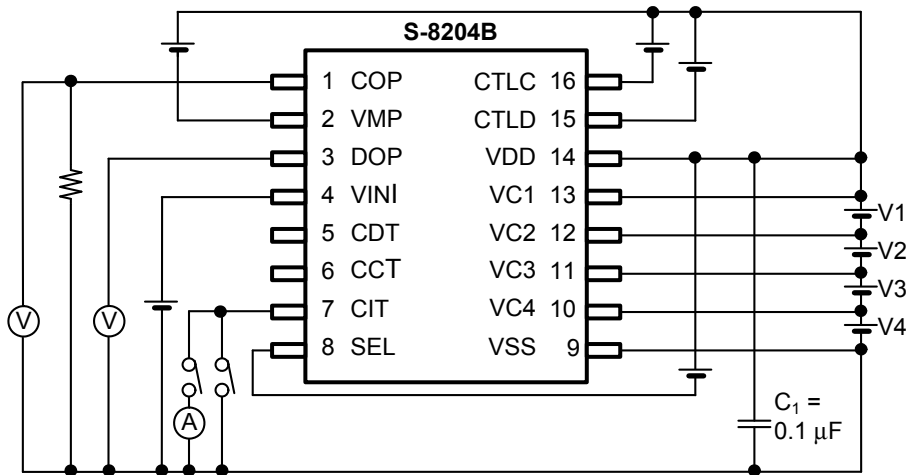 S-8204B
1 COP CTLC 16
2 VMP CTLD 15
3 DOP VDD 14
4 VINI VC1 13
V1
5 CDT VC2 12
V2
6 CCT VC3 11
V3
7 CIT VC4 10
V V V4
8 SEL VSS 9
C₁ =
A 0.1 μF